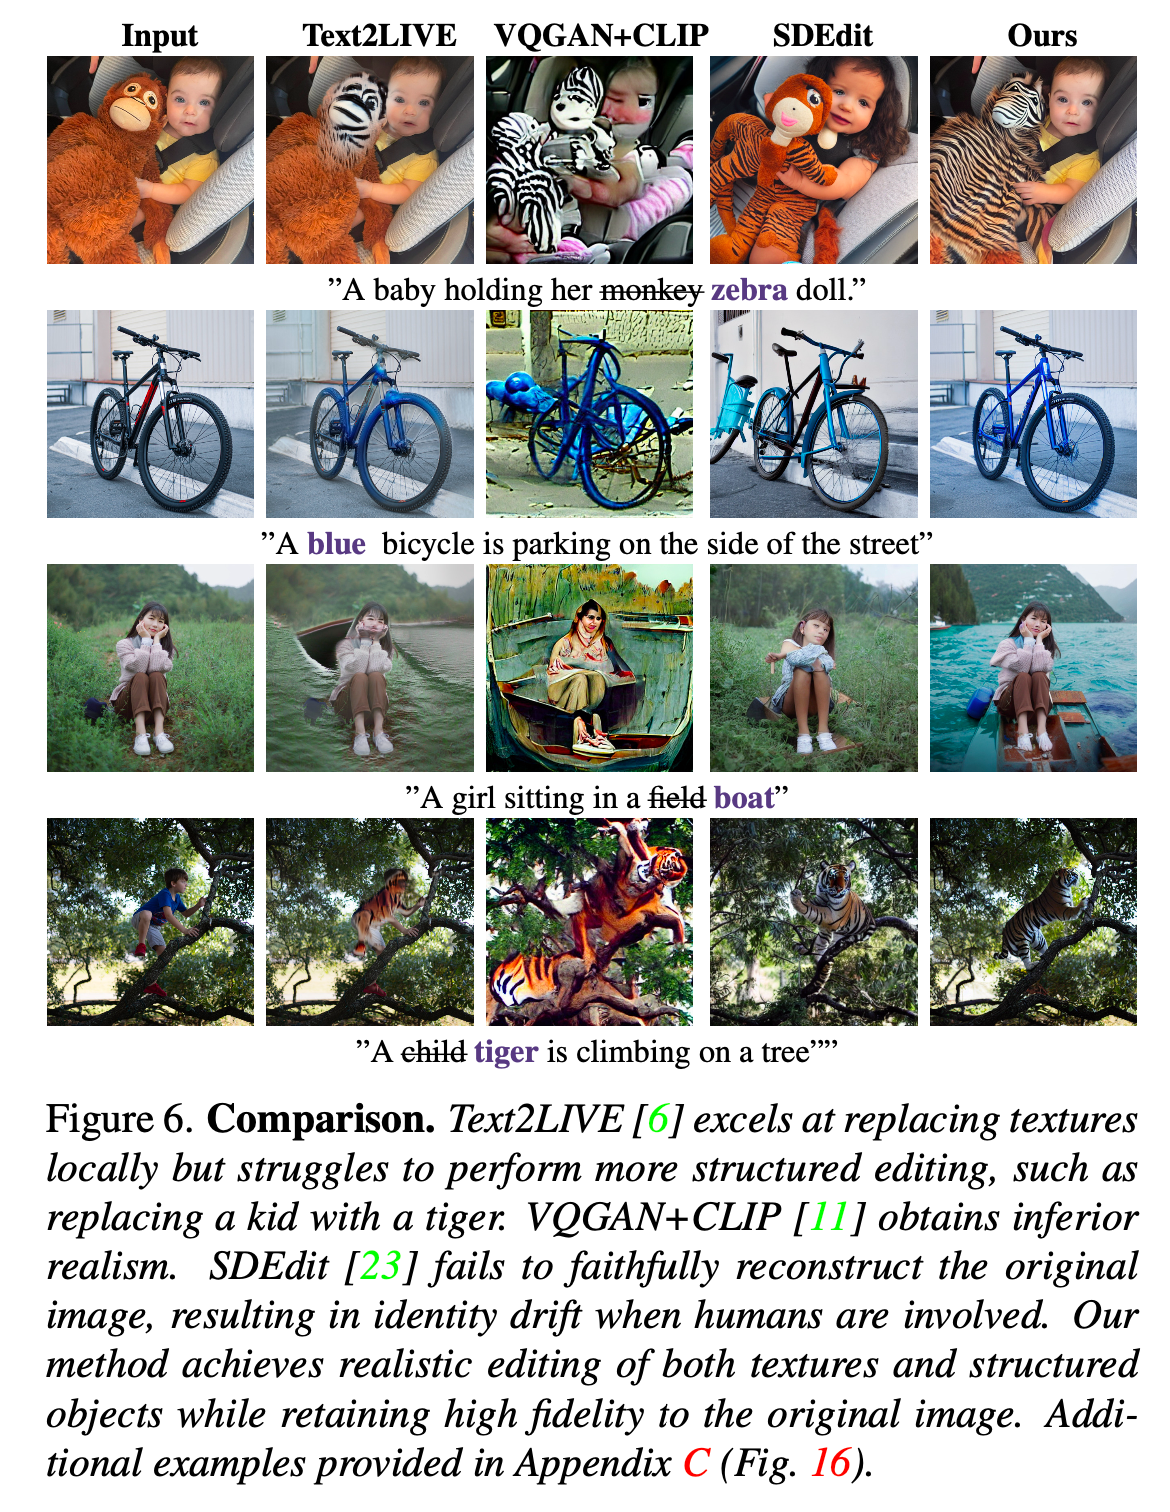 Input Text2LIVE VQGAN+CLIP SDEdit Ours
”A baby holding her monkey zebra doll.”
”A blue bicycle is parking on the side of the street”
”A girl sitting in a field boat”
”A child tiger is climbing on a tree””
Figure 6. Comparison. Text2LIVE [6] excels at replacing textures
locally but struggles to perform more structured editing, such as
replacing a kid with a tiger. VQGAN+CLIP [11] obtains inferior
realism. SDEdit [23] fails to faithfully reconstruct the original
image, resulting in identity drift when humans are involved. Our
method achieves realistic editing of both textures and structured
objects while retaining high fidelity to the original image. Addi-
tional examples provided in Appendix C (Fig. 16).